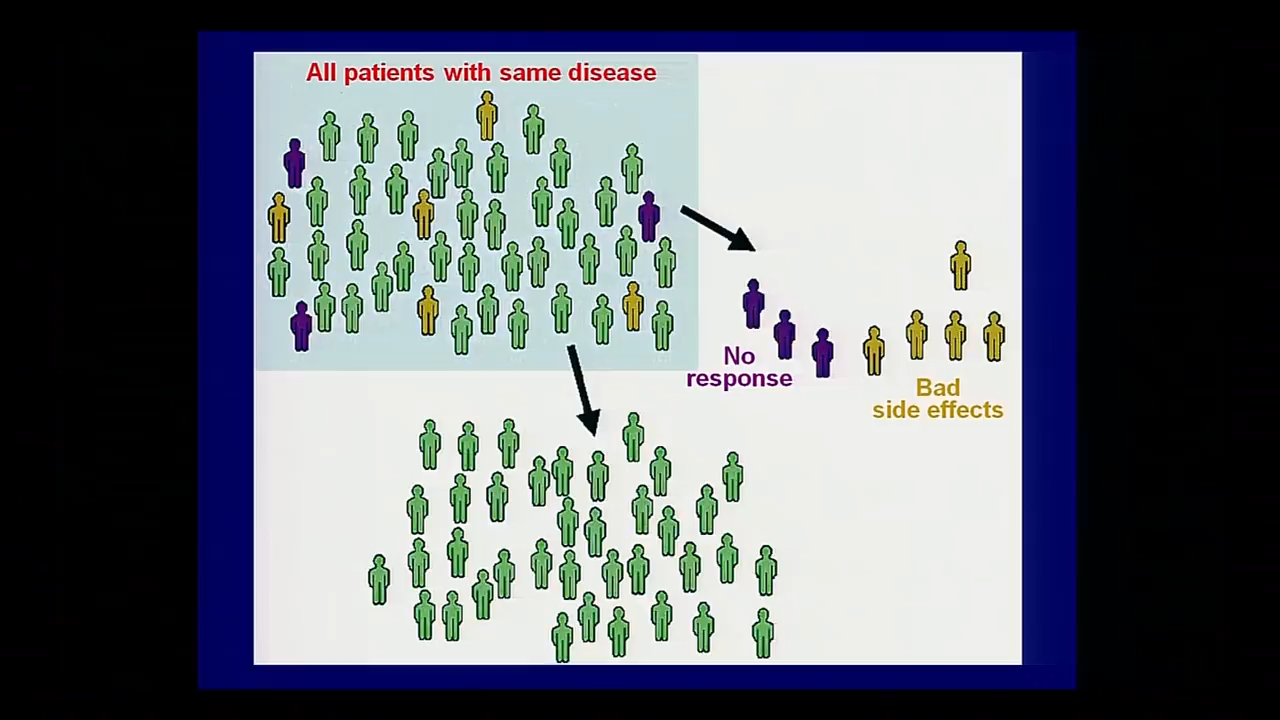 All patients with same disease
No
response
Bad
side effects